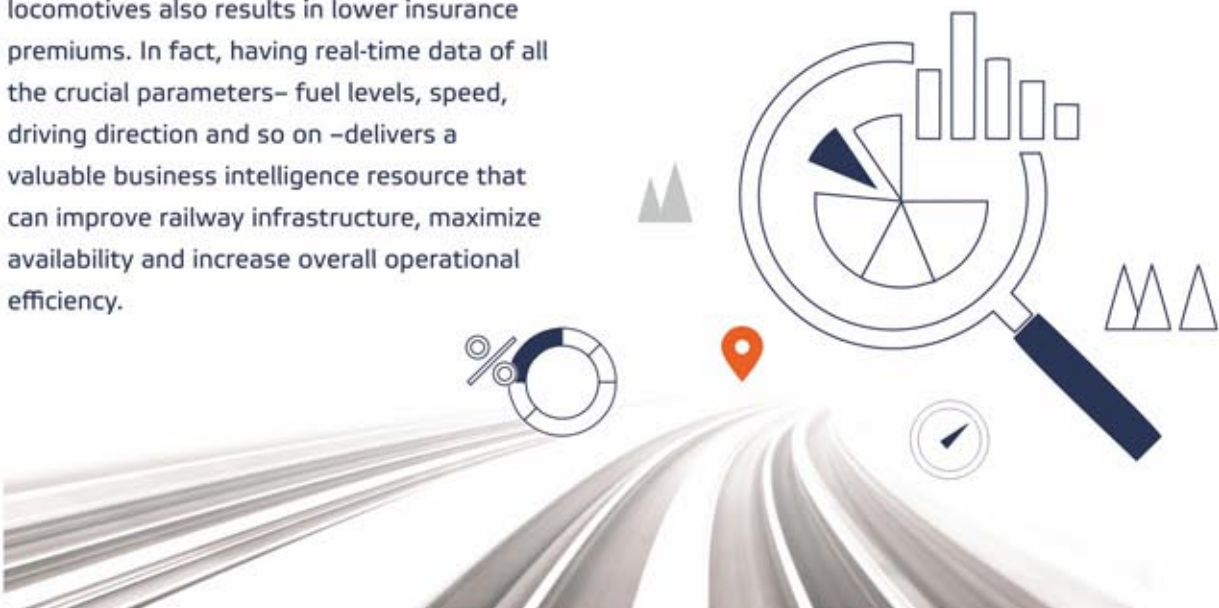 locomotives also results in lower insurance
premiums. In fact, having real-time data of all
the crucial parameters– fuel levels, speed,
driving direction and so on –delivers a
valuable business intelligence resource that
can improve railway infrastructure, maximize
availability and increase overall operational
efficiency.
%